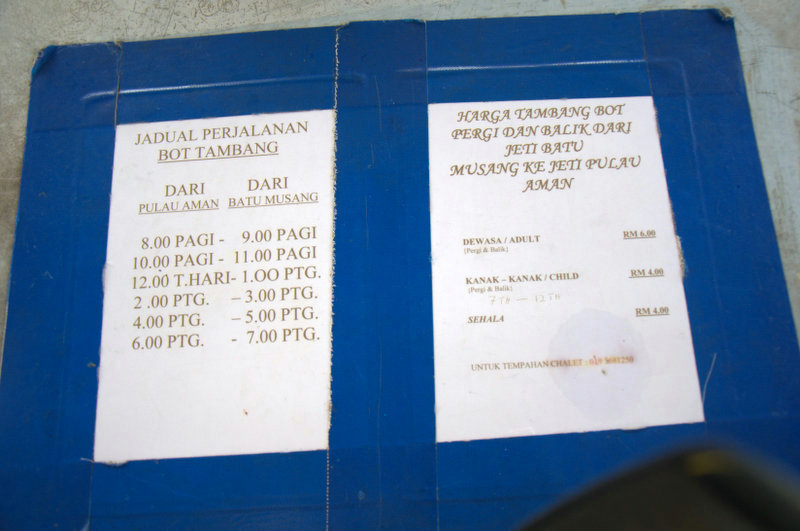 JADUAL PERJALANAN
BOT TAMBANG
DARI DARI
PULAU AMAN BATU MUSANG
8.00 PAGI - 9.00 PAGI
10.00 PAGI - 11.00 PAGI
12.00 T.HARI- 1.OO PTG.
2 .00 PTG. – 3.00 PTG.
4.00 PTG. – 5.00 PTG.
6.00 PTG. - 7.00 PTG.
HARGA TAMBANG BOT
PERGI DAN BALIK DARI
JETI BATU
MUSANG KE JETI PULAU
AMAN
DEWASA / ADULT RM 6.00
(Pergi & Balik)
KANAK – KANAK / CHILD RM 4.00
(Pergi & Balik)
7TH — 12TH
SEHALA RM 4.00
UNTUK TEMPAHAN CHALET :